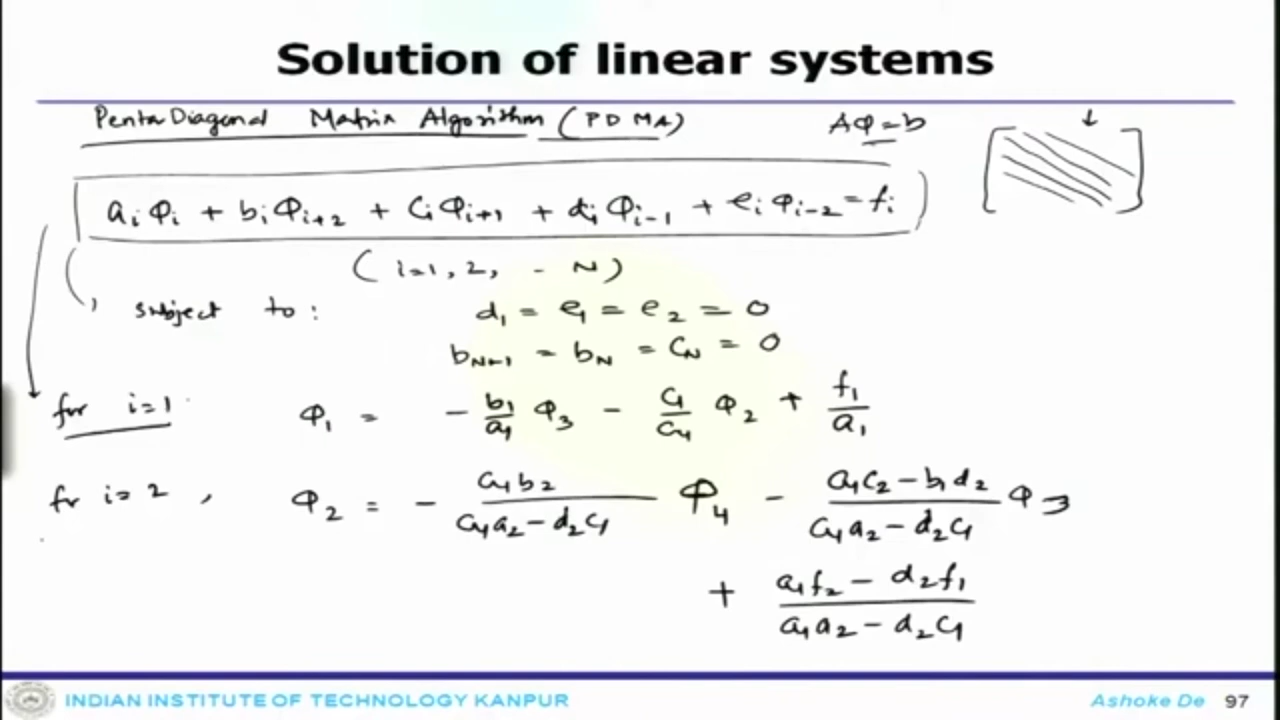 Solution of linear systems
Penta Diagonal Matrix Algorithm (PDMA) Aφ=b
a_i φ_i + b_i φ_{i+2} + c_i φ_{i+1} + d_i φ_{i-1} + e_i φ_{i-2} = f_i
(i=1, 2, - N)
subject to: d_1 = e_1 = e_2 = 0
b_{N-1} = b_N = c_N = 0
for i=1 φ_1 = - b_1/a_1 φ_3 - c_1/a_1 φ_2 + f_1/a_1
for i=2, φ_2 = - a_1b_2/(a_1a_2 - d_2c_1) φ_4 - (a_1c_2 - b_1d_2)/(a_1a_2 - d_2c_1) φ_3
+ (a_1f_2 - d_2f_1)/(a_1a_2 - d_2c_1)
INDIAN INSTITUTE OF TECHNOLOGY KANPUR Ashoke De 97